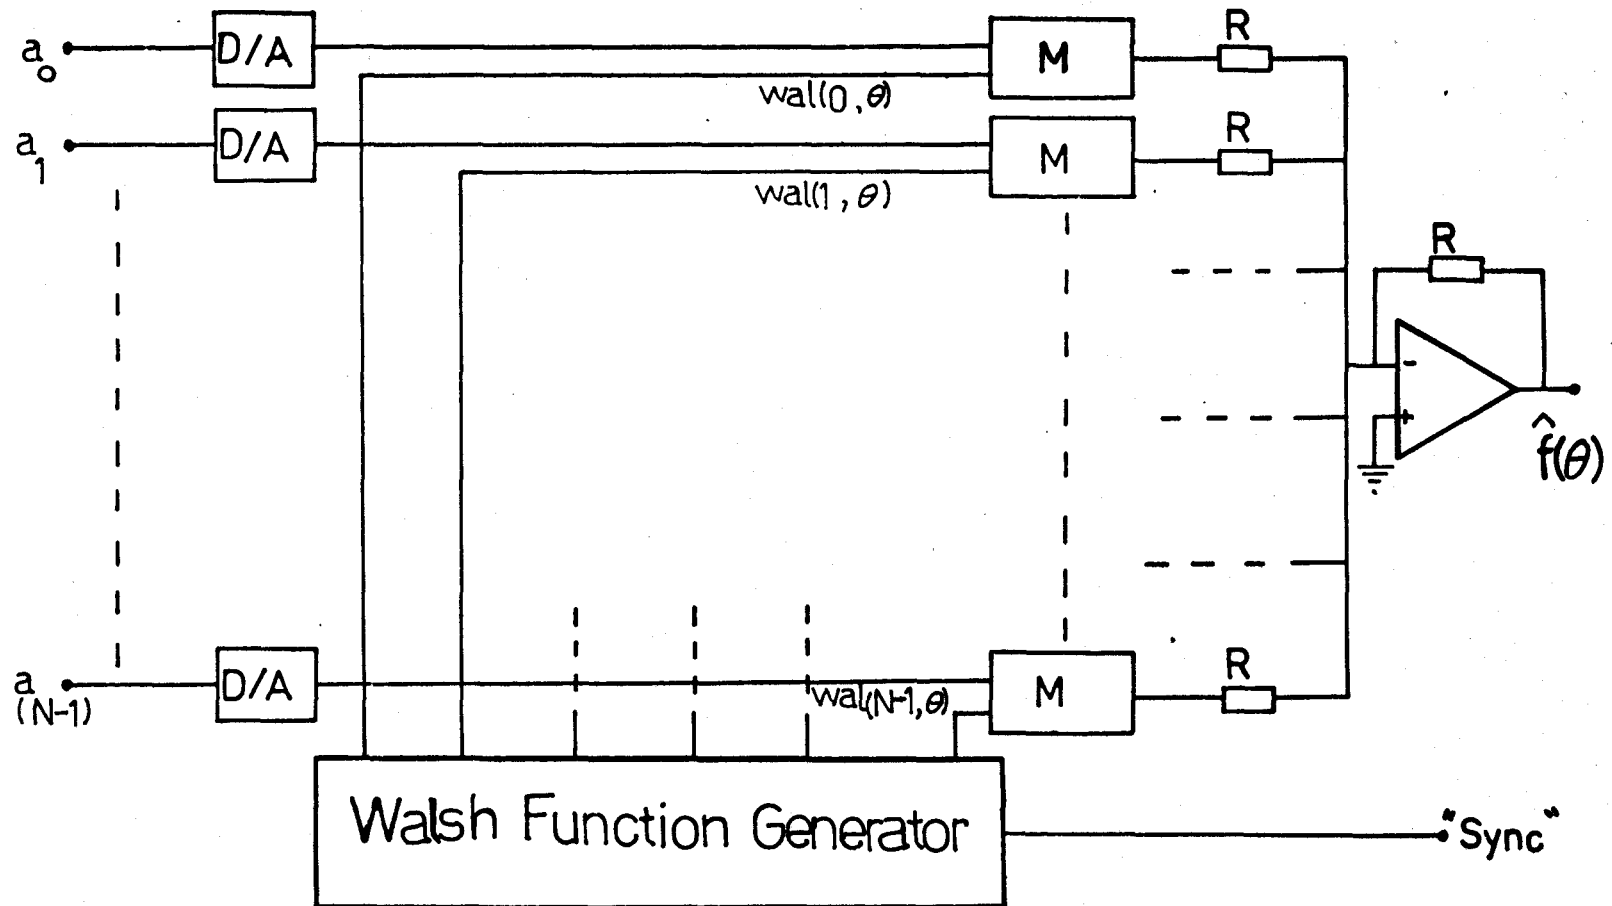 a₀
D/A
M
R
wal(0,θ)
a₁
D/A
M
R
wal(1,θ)
R
-
+
f̂(θ)
a(N-1)
D/A
wal(N-1,θ)
M
R
Walsh Function Generator
"Sync"